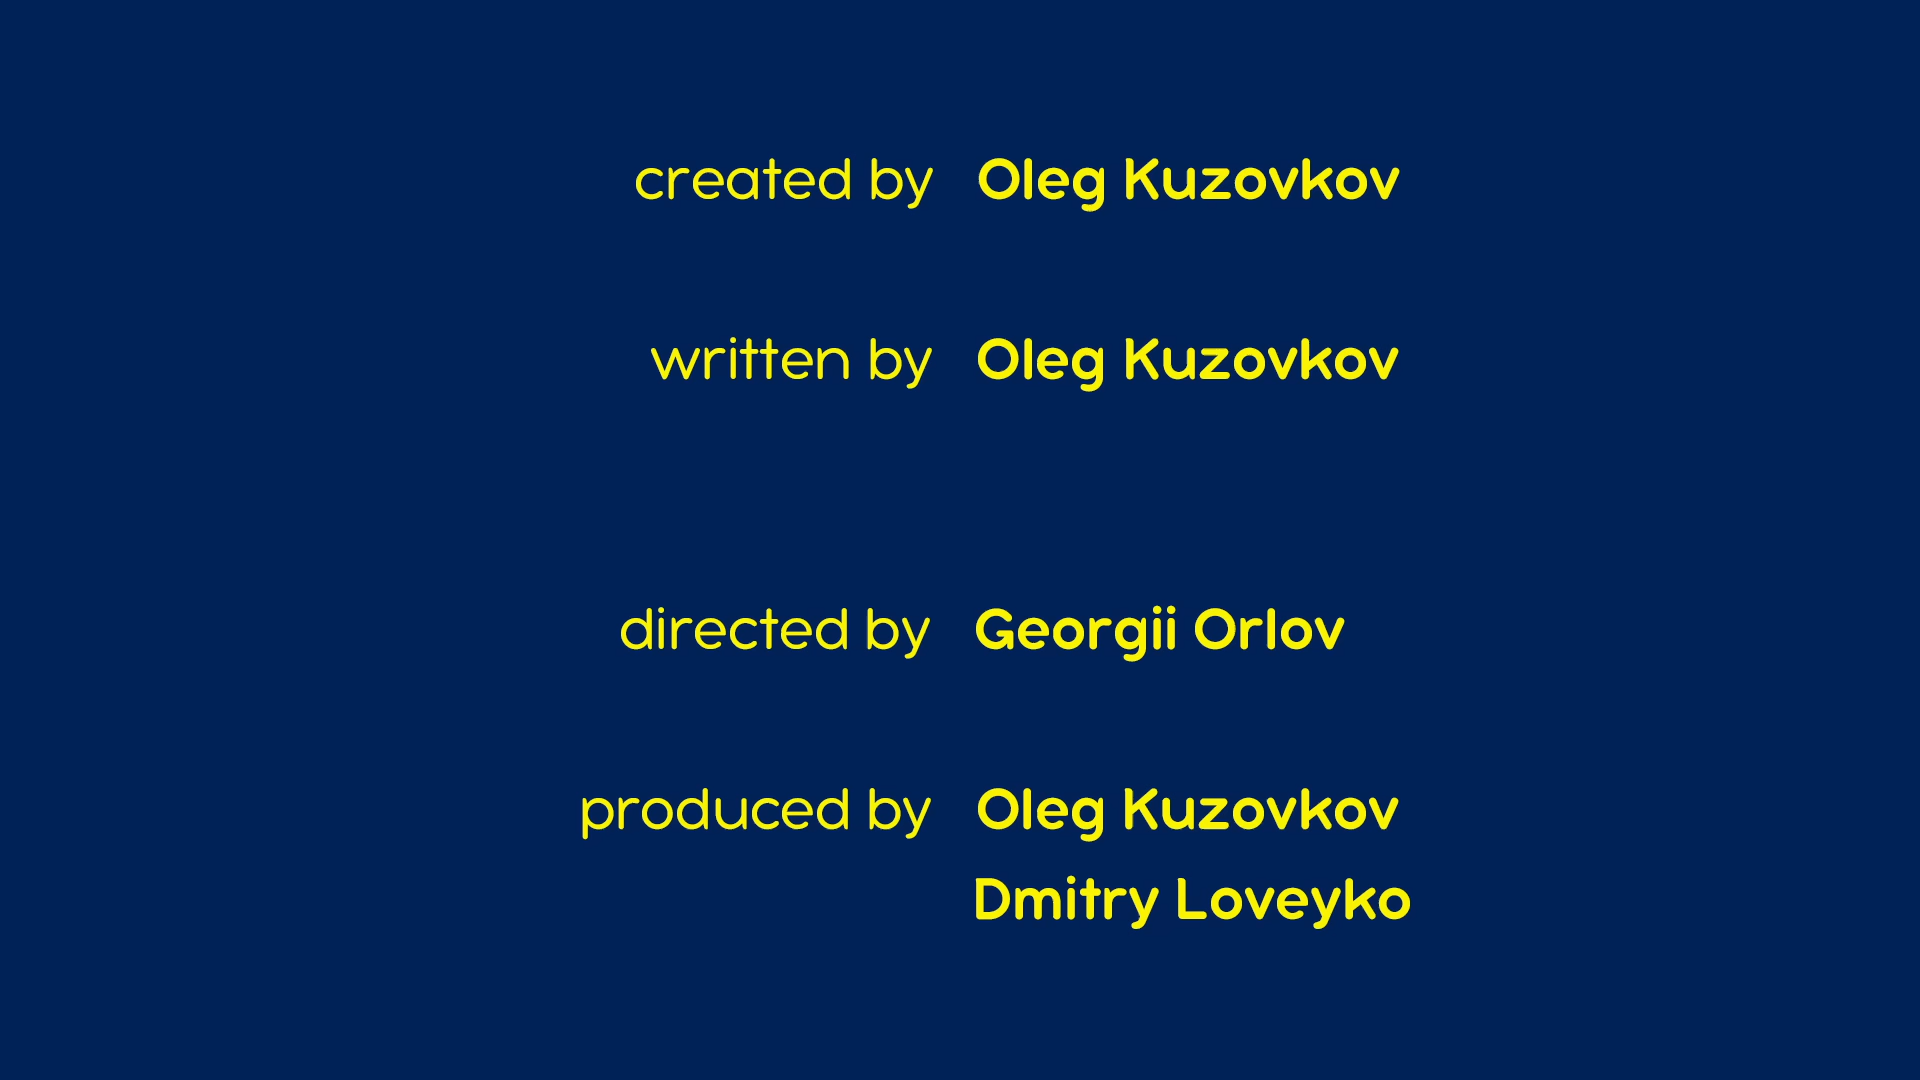 created by Oleg Kuzovkov
written by Oleg Kuzovkov
directed by Georgii Orlov
produced by Oleg Kuzovkov
Dmitry Loveyko